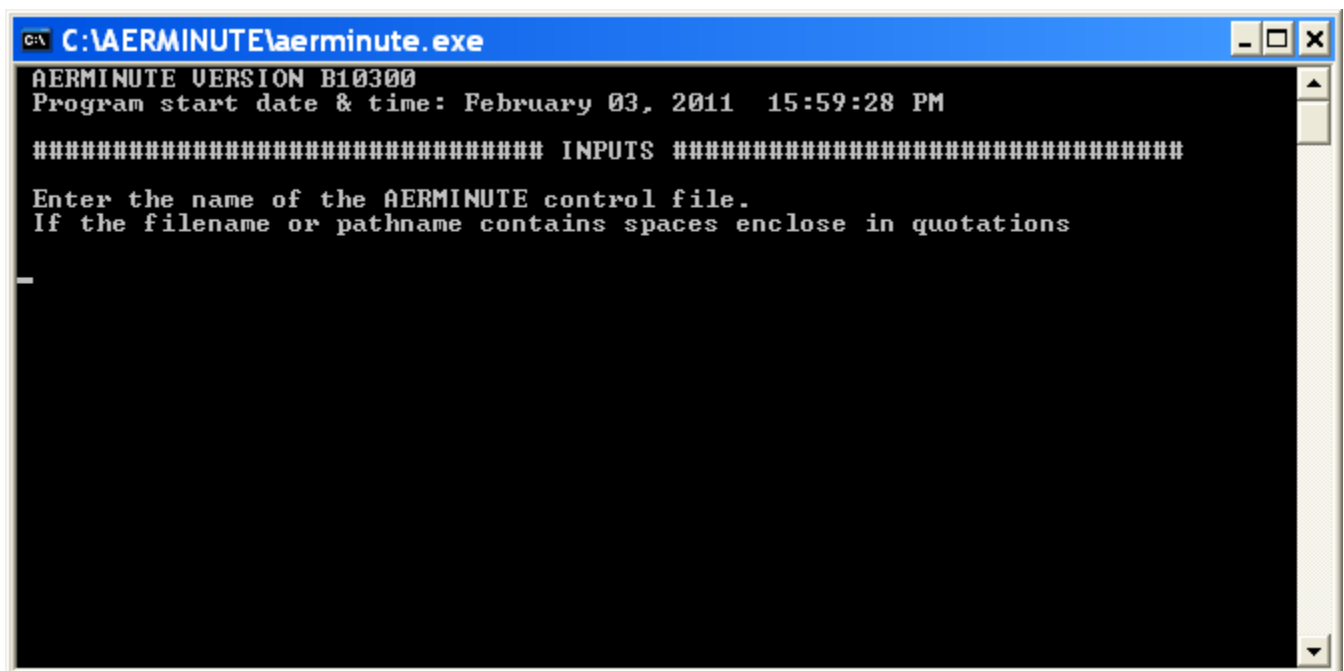 C:\AERMINUTE\aerminute.exe
AERMINUTE VERSION B10300
Program start date & time: February 03, 2011  15:59:28 PM
################################ INPUTS ################################
Enter the name of the AERMINUTE control file.
If the filename or pathname contains spaces enclose in quotations